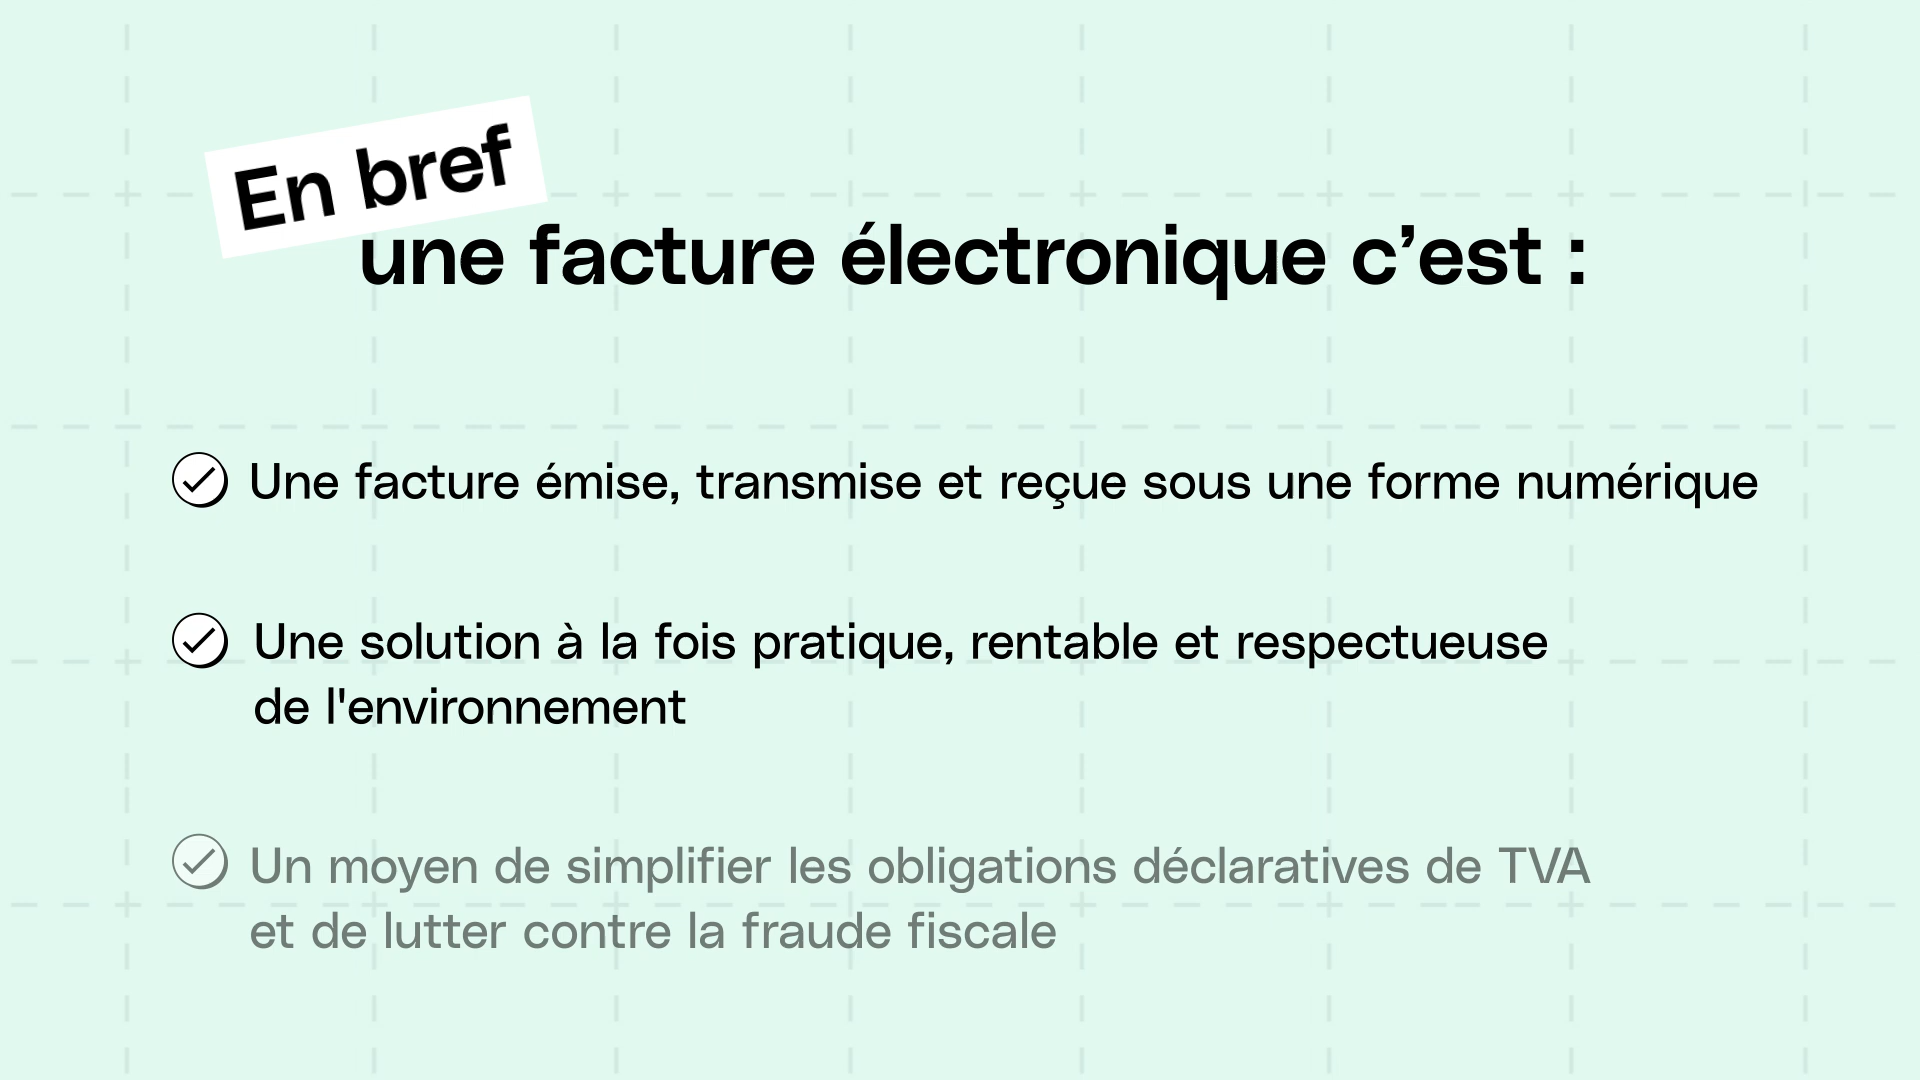 En bref
une facture électronique c’est :
Une facture émise, transmise et reçue sous une forme numérique
Une solution à la fois pratique, rentable et respectueuse
de l'environnement
Un moyen de simplifier les obligations déclaratives de TVA
et de lutter contre la fraude fiscale